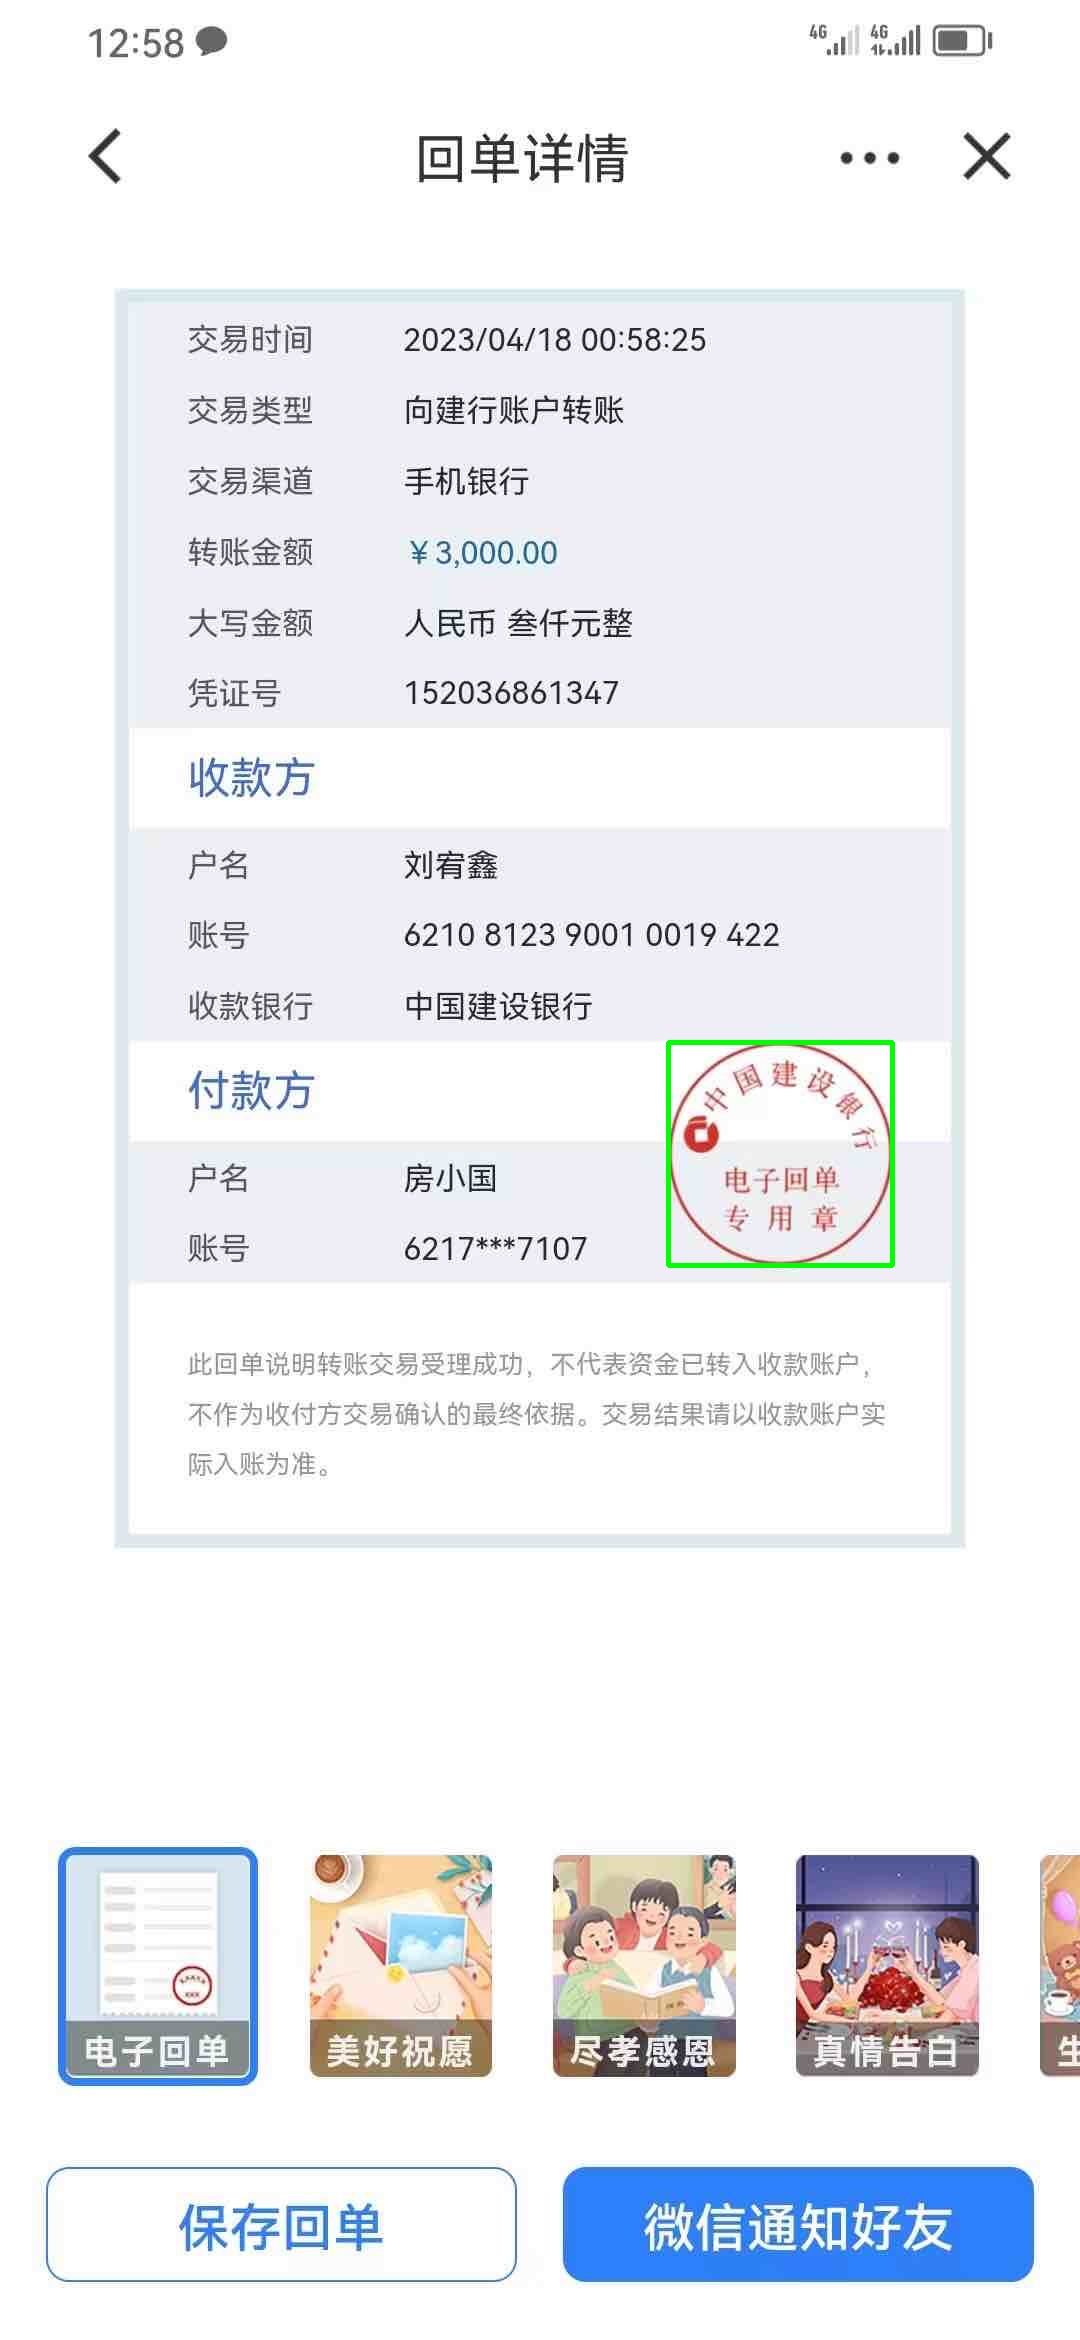 12:58
4G 4G
回单详情
交易时间 2023/04/18 00:58:25
交易类型 向建行账户转账
交易渠道 手机银行
转账金额 ￥3,000.00
大写金额 人民币 叁仟元整
凭证号 152036861347
收款方
户名 刘宥鑫
账号 6210 8123 9001 0019 422
收款银行 中国建设银行
付款方
中国建设银行
电子回单
专用章
户名 房小国
账号 6217***7107
此回单说明转账交易受理成功，不代表资金已转入收款账户，
不作为收付方交易确认的最终依据。交易结果请以收款账户实
际入账为准。
电子回单 美好祝愿 尽孝感恩 真情告白 生
保存回单 微信通知好友